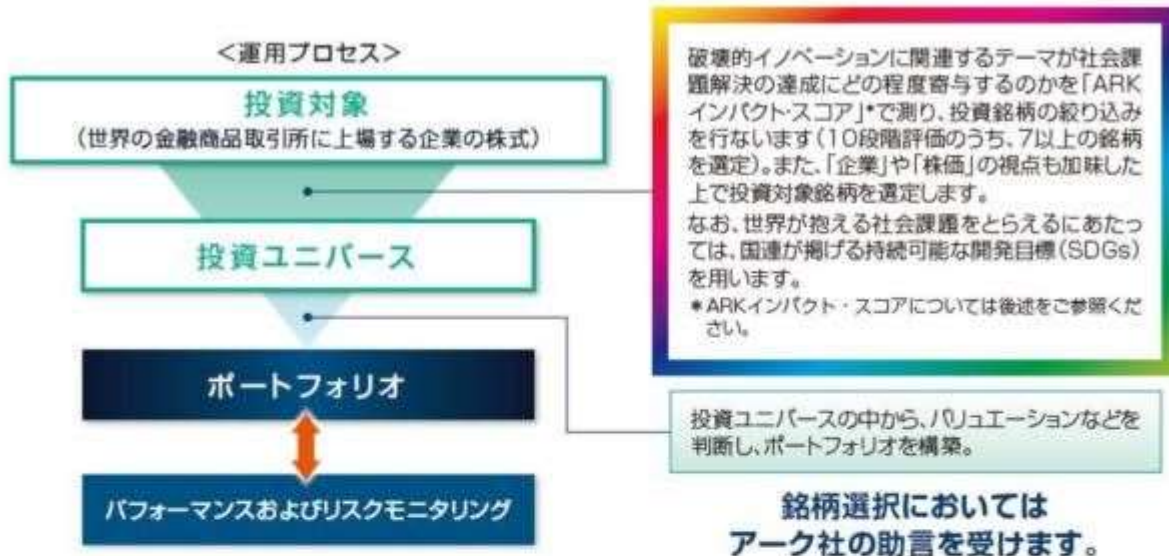 <運用プロセス>
投資対象
(世界の金融商品取引所に上場する企業の株式)
投資ユニバース
ポートフォリオ
パフォーマンスおよびリスクモニタリング
破壊的イノベーションに関連するテーマが社会課
題解決の達成にどの程度寄与するのかを「ARK
インパクト・スコア」*で測り、投資銘柄の絞り込み
を行ないます(10段階評価のうち、7以上の銘柄
を選定)。また、「企業」や「株価」の視点も加味した
上で投資対象銘柄を選定します。
なお、世界が抱える社会課題をとらえるにあたっ
ては、国連が掲げる持続可能な開発目標(SDGs)
を用います。
*ARKインパクト・スコアについては後述をご参照くだ
さい。
投資ユニバースの中から、バリュエーションなどを
判断し、ポートフォリオを構築。
銘柄選択においては
アーク社の助言を受けます。